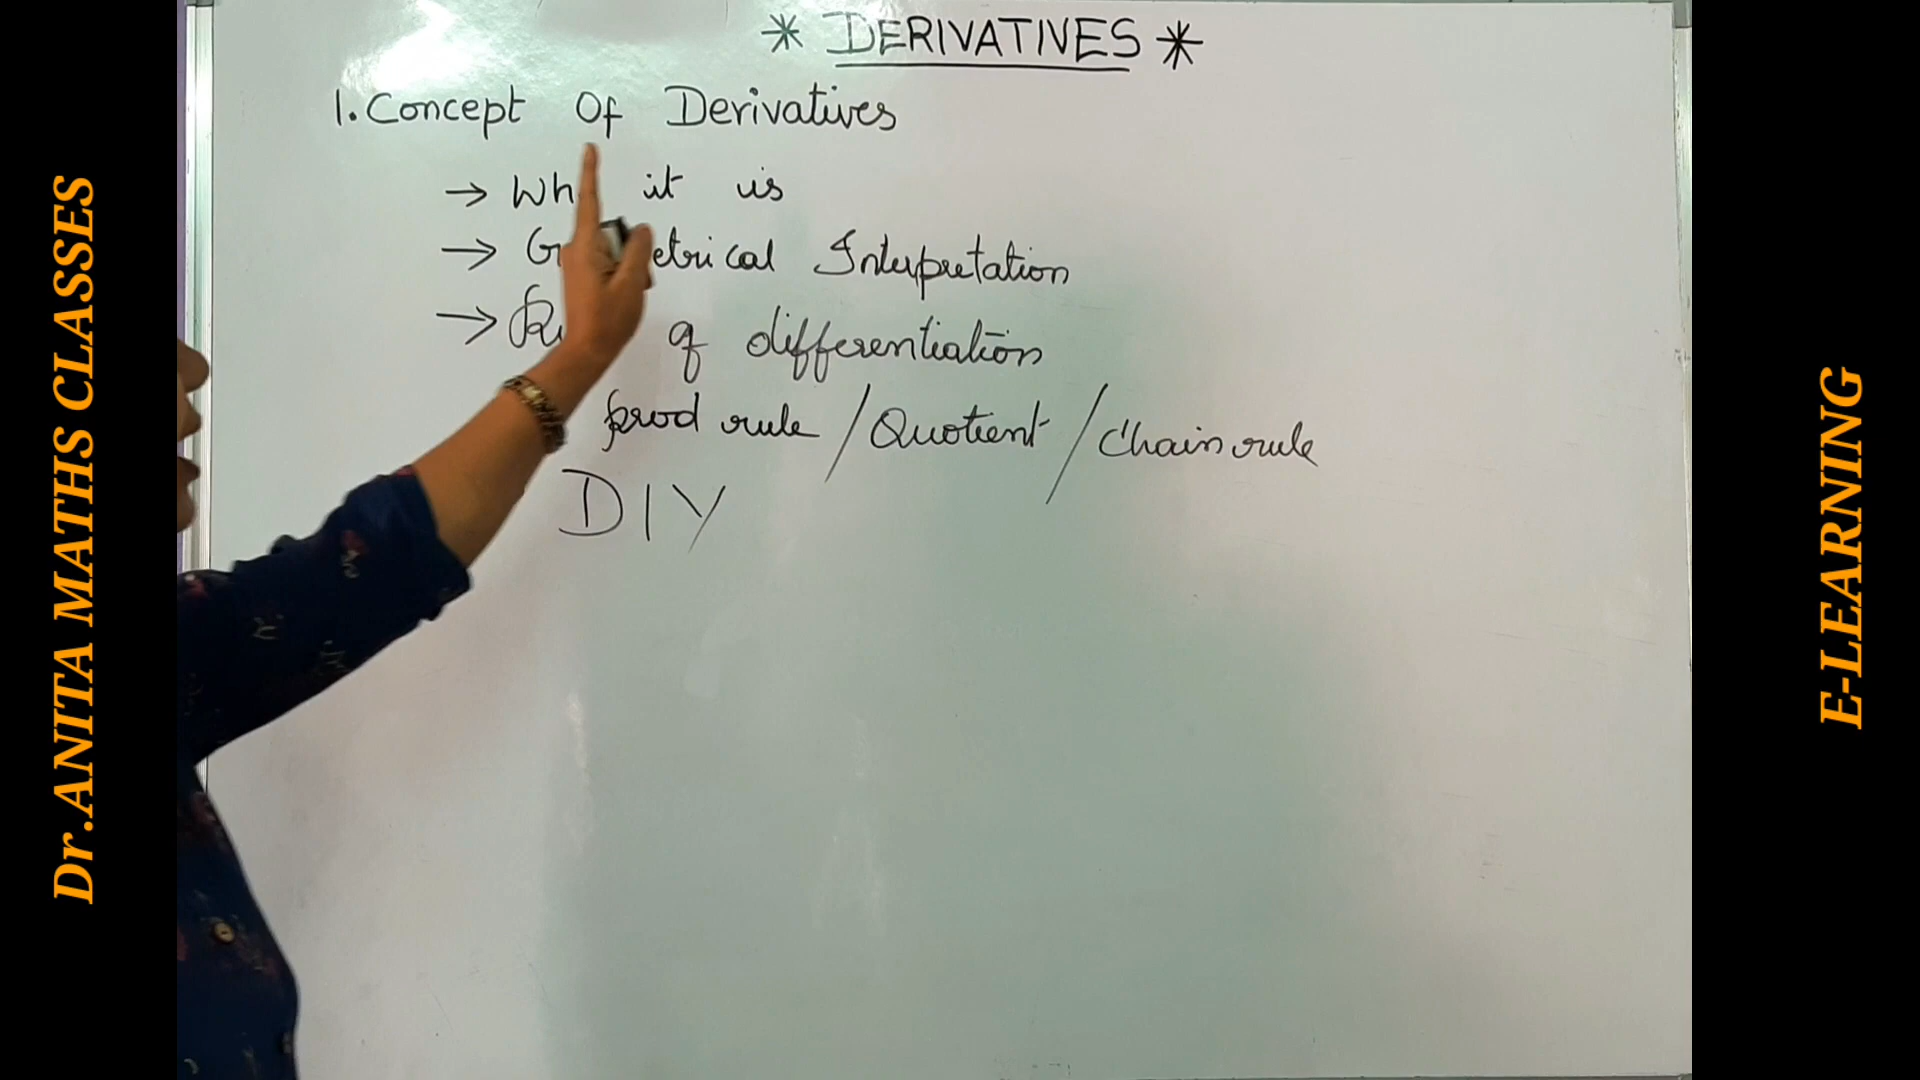 * DERIVATIVES *
1. Concept Of Derivatives
→ Wh it is
→ G etrical Interpretation
→ Ru of differentiation
prod rule / Quotient / Chain rule
DIY
Dr.ANITA MATHS CLASSES
E-LEARNING